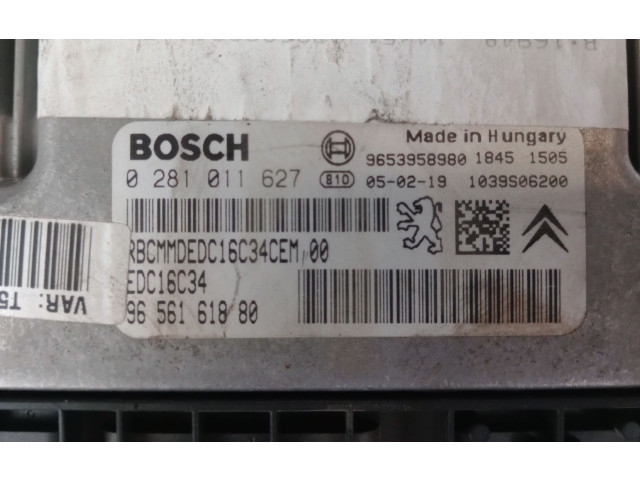 BOSCH
Made in Hungary
9653958980 1845 1505
0 281 011 627 810 05-02-19 1039S06200
RBCMMDEDC16C34CEM,00
EDC16C34
96 561 618 80
VAR: T5